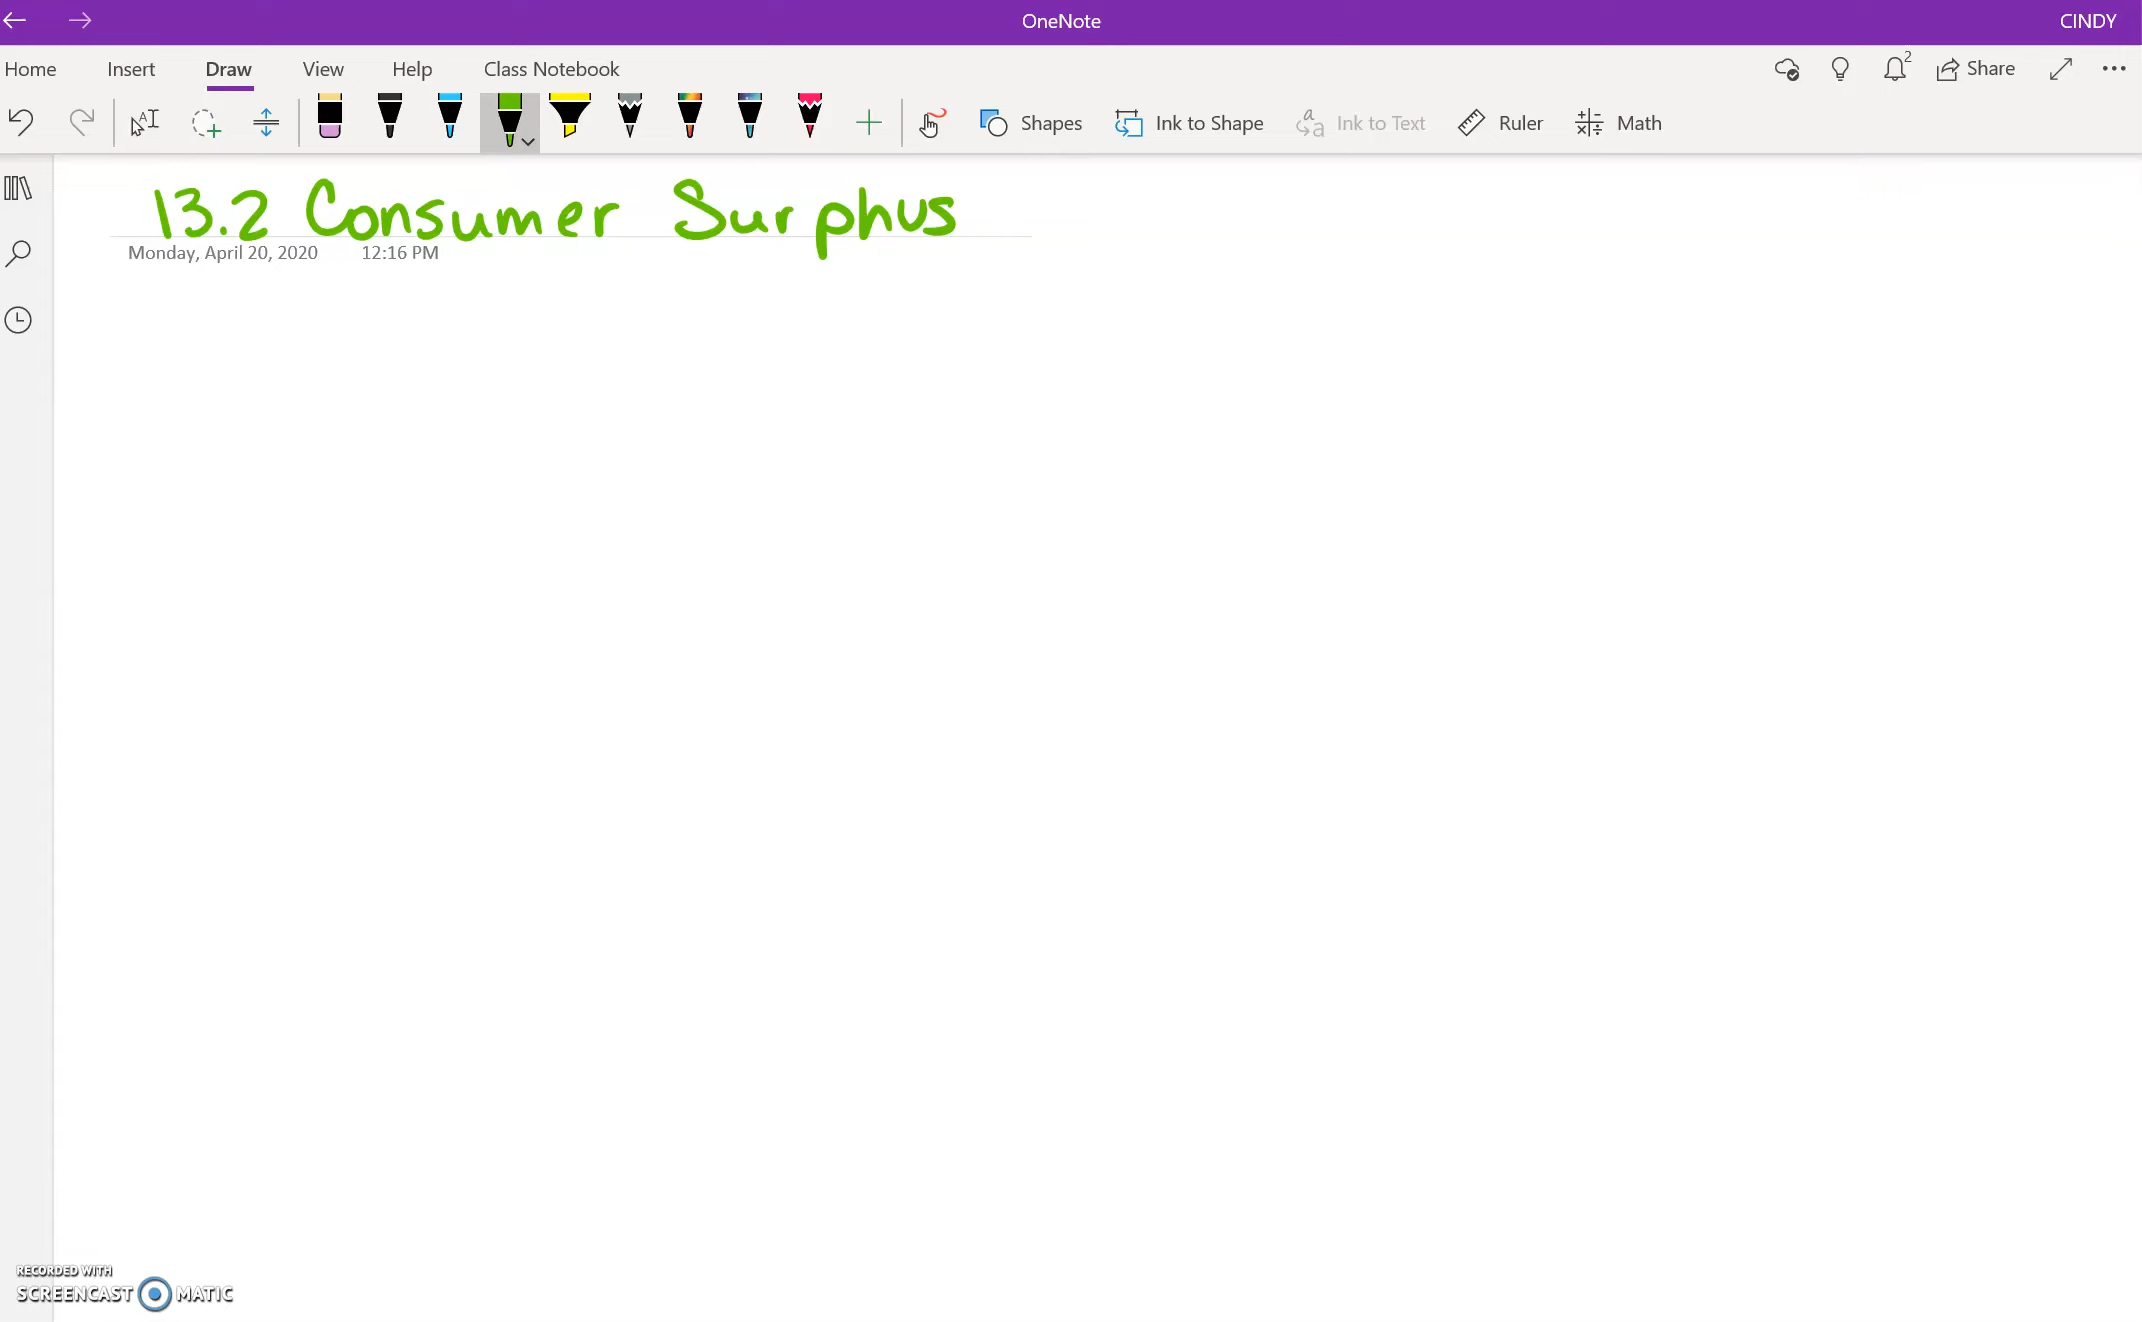 OneNote
CINDY
Home Insert Draw View Help Class Notebook
2
Share
Shapes Ink to Shape Ink to Text Ruler Math
13.2 Consumer Surphus
Monday, April 20, 2020 12:16 PM
RECORDED WITH
SCREENCAST MATIC